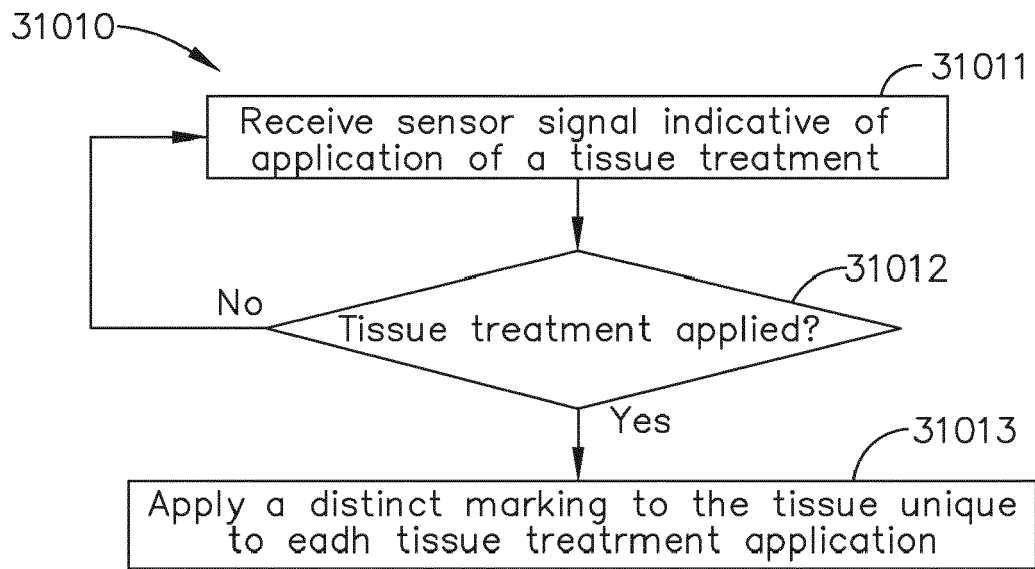 31010
31011
Receive sensor signal indicative of
application of a tissue treatment
31012
No
Tissue treatment applied?
Yes
31013
Apply a distinct marking to the tissue unique
to eadh tissue treatrment application